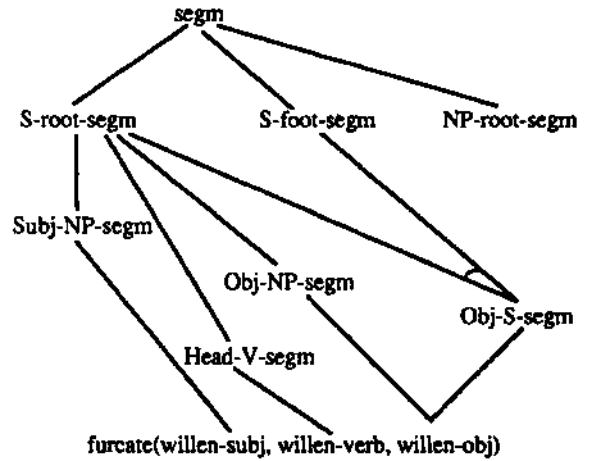 segm
S-root-segm S-foot-segm NP-root-segm
Subj-NP-segm
Obj-NP-segm
Obj-S-segm
Head-V-segm
furcate(willen-subj, willen-verb, willen-obj)